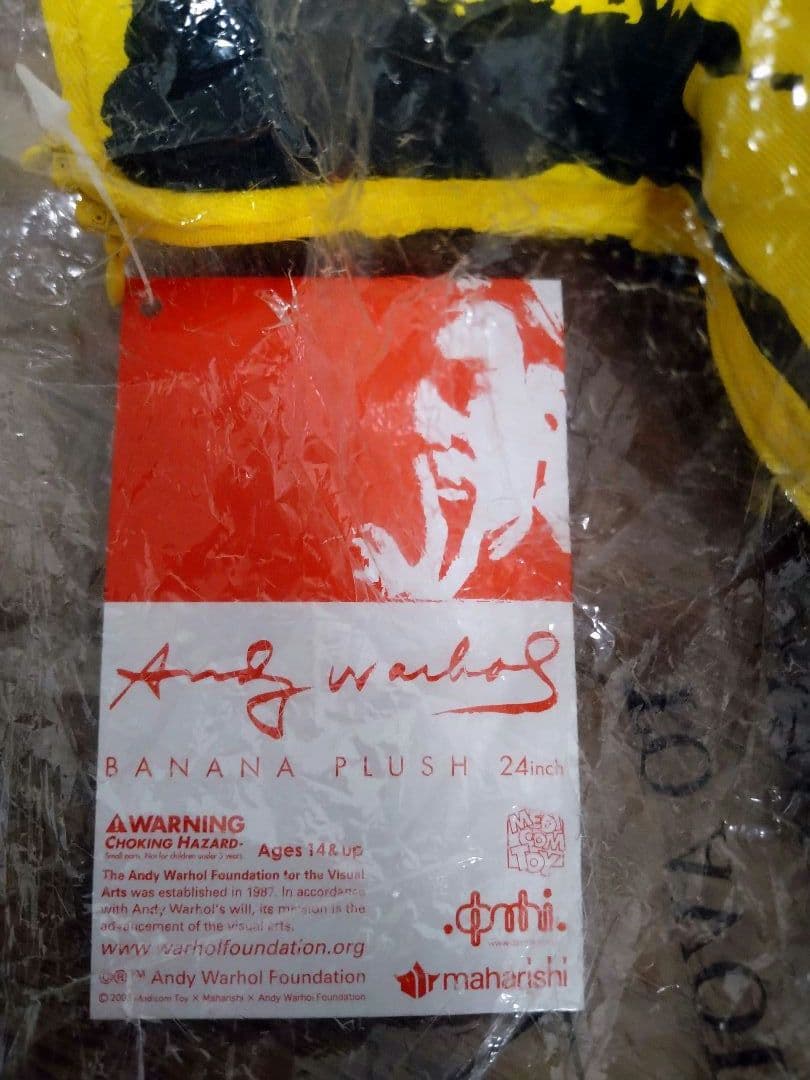 Andy Warhol
BANANA PLUSH 24inch
WARNING
CHOKING HAZARD-
Small parts. Not for children under 3 years.
Ages 14 & up
The Andy Warhol Foundation for the Visual
Arts was established in 1987. In accordance
with Andy Warhol's will, its mission is the
advancement of the visual arts.
www.warholfoundation.org
©®™ Andy Warhol Foundation
Medicom Toy X Maharishi X Andy Warhol Foundation
MEDI
COM
TOY
.dpmhi.
maharishi